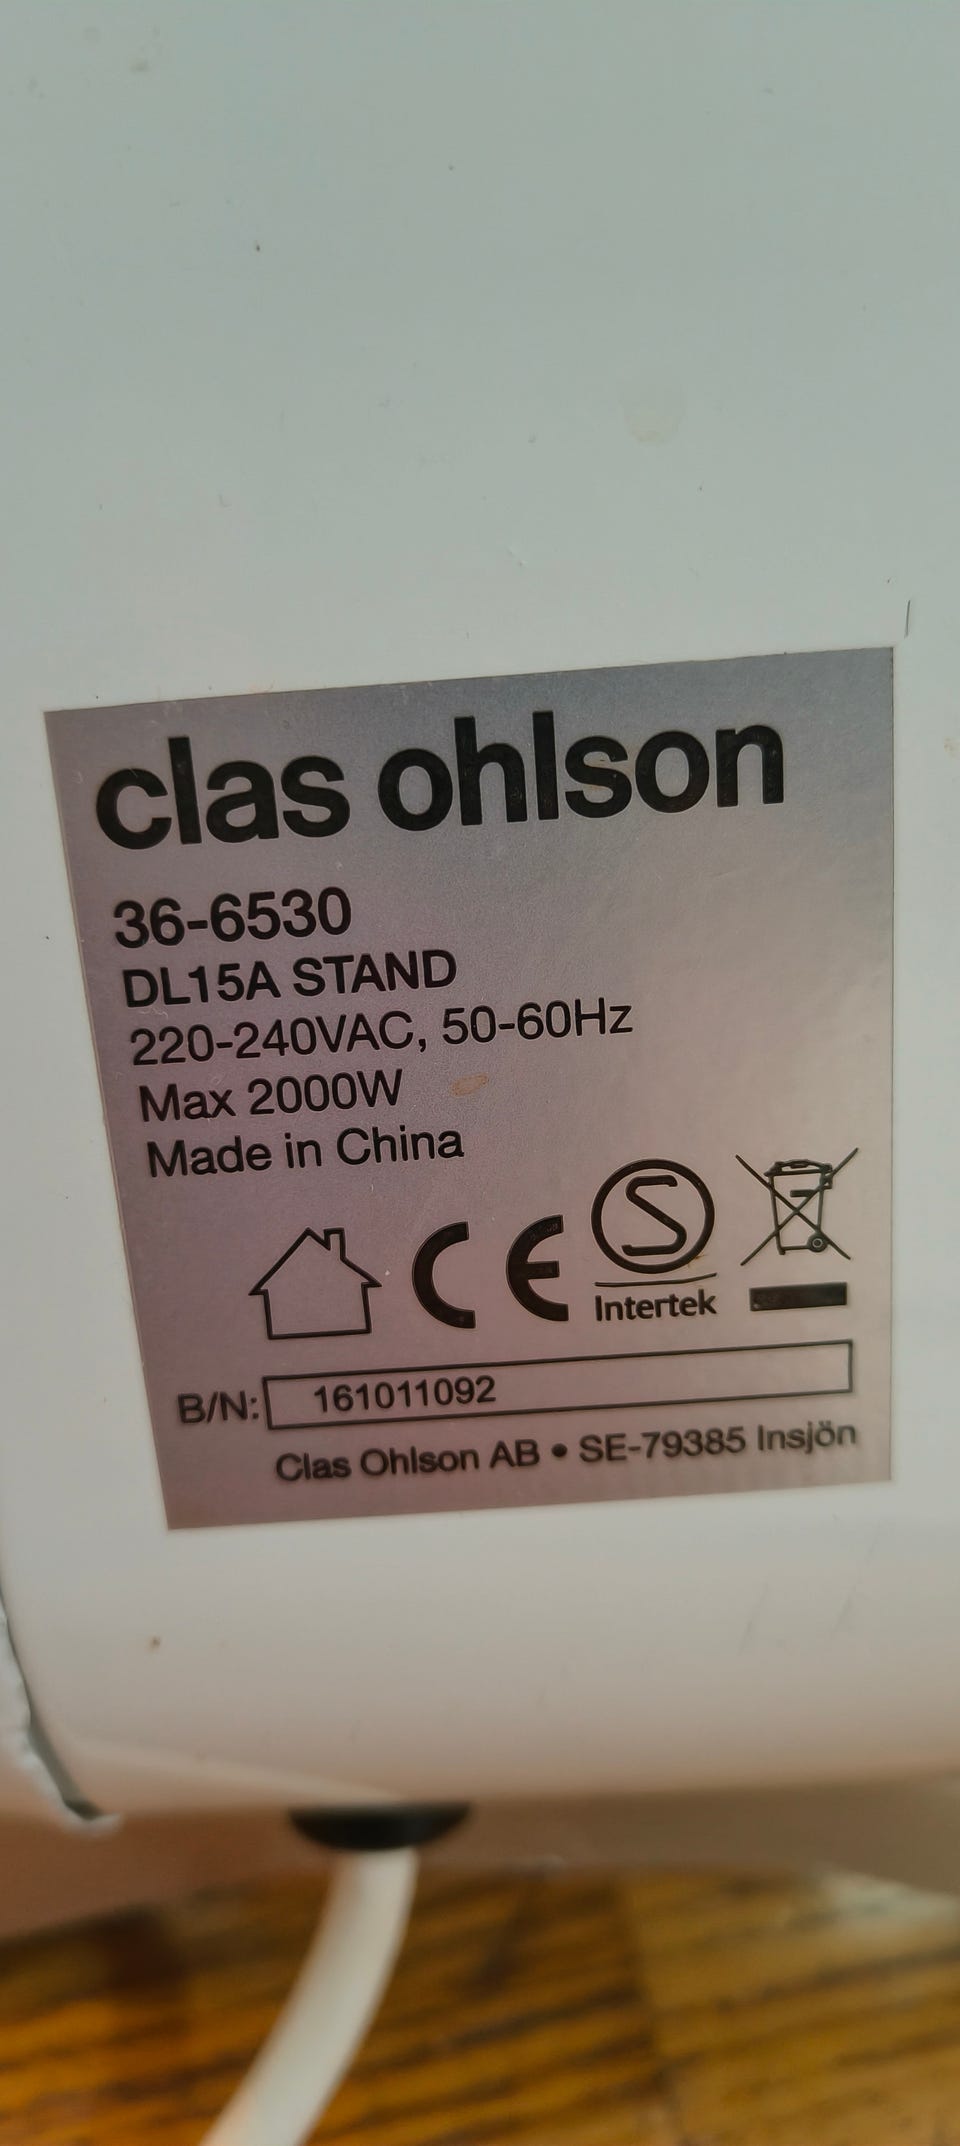 clas ohlson
36-6530
DL15A STAND
220-240VAC, 50-60Hz
Max 2000W
Made in China
CE
S
Intertek
B/N: 161011092
Clas Ohlson AB • SE-79385 Insjön